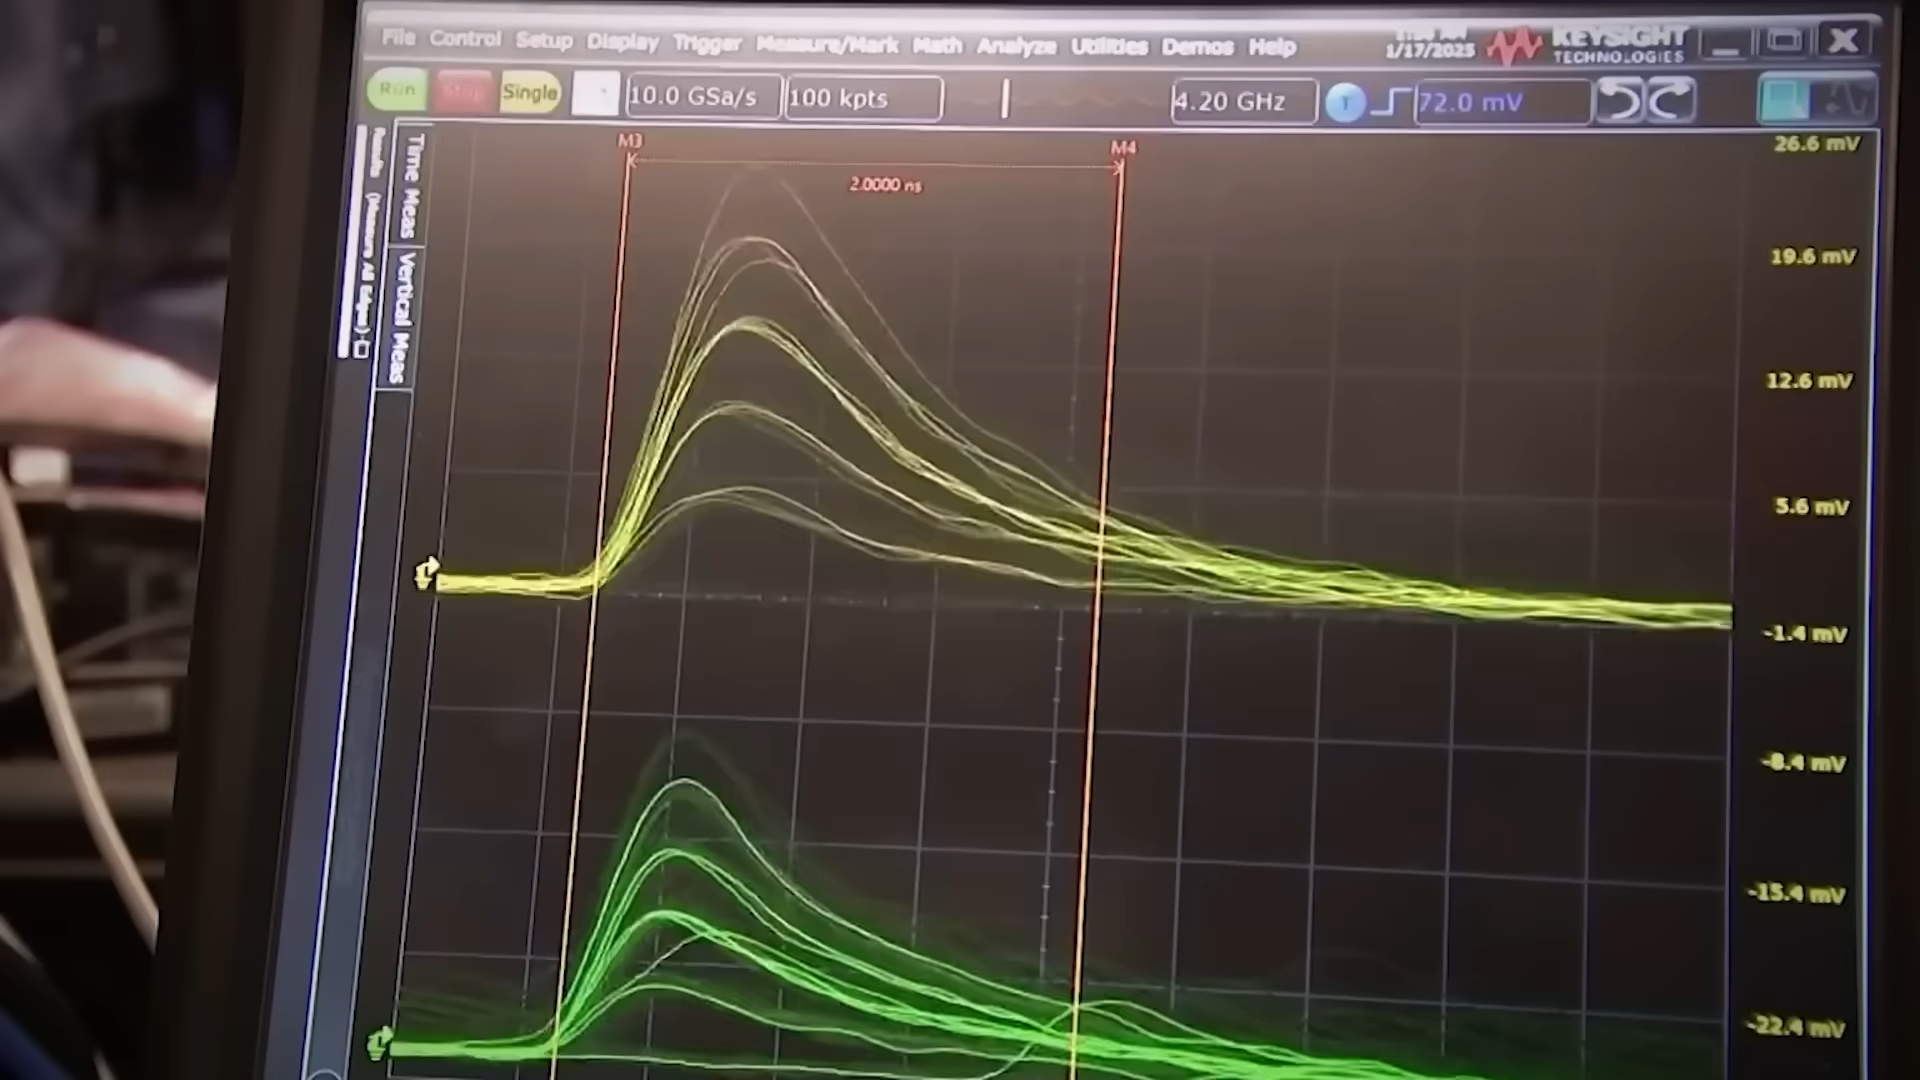 File Control Setup Display Trigger Measure/Mark Math Analyze Utilities Demos Help
1/17/2025
KEYSIGHT
TECHNOLOGIES
Run Stop Single 10.0 GSa/s 100 kpts 4.20 GHz T 72.0 mV
M3 M4
2.0000 ns
Time Meas Vertical Meas
Results (Measure All Edges)
26.6 mV
19.6 mV
12.6 mV
5.6 mV
-1.4 mV
-8.4 mV
-15.4 mV
-22.4 mV